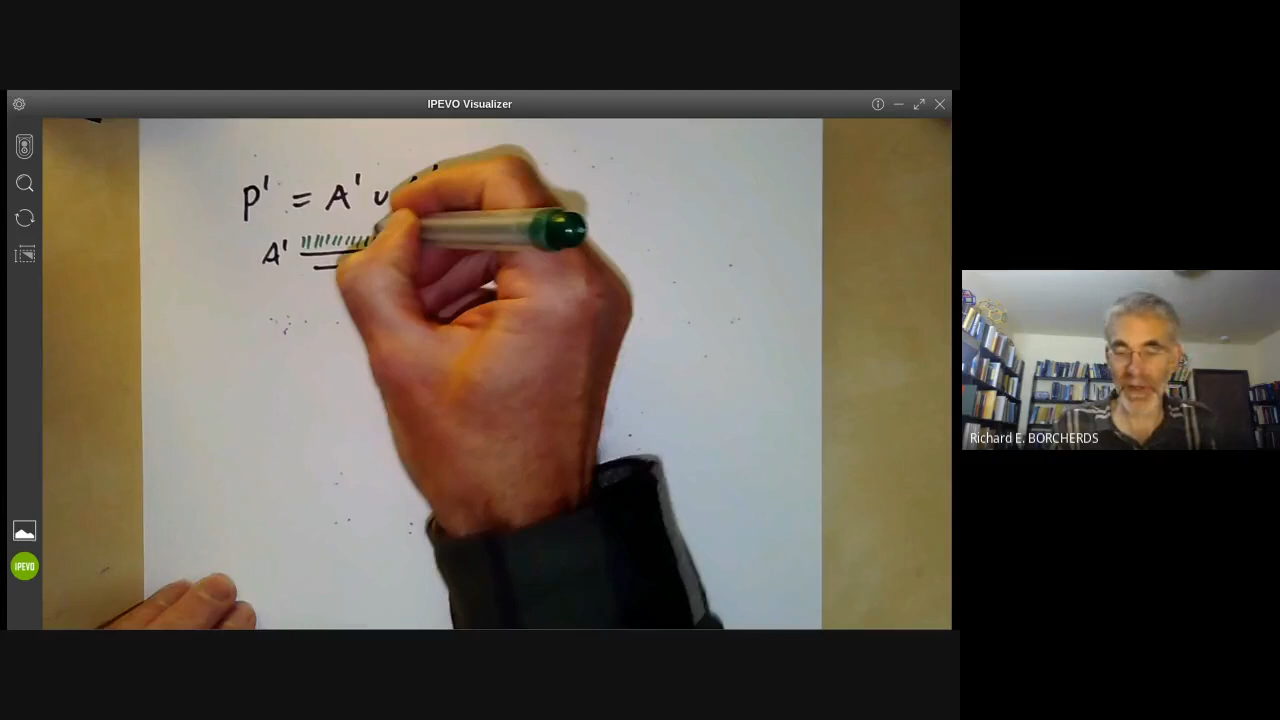 IPEVO Visualizer
P' = A' ∪
A'
IPEVO
Richard E. BORCHERDS